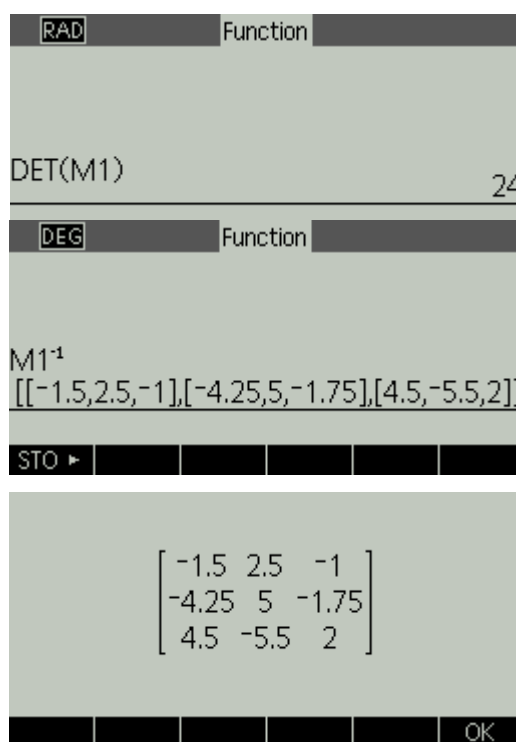 RAD Function
DET(M1)
24
DEG Function
M1⁻¹
[[⁻1.5,2.5,⁻1],[⁻4.25,5,⁻1.75],[4.5,⁻5.5,2]]
STO ►
⁻1.5 2.5 ⁻1
⁻4.25 5 ⁻1.75
4.5 ⁻5.5 2
OK